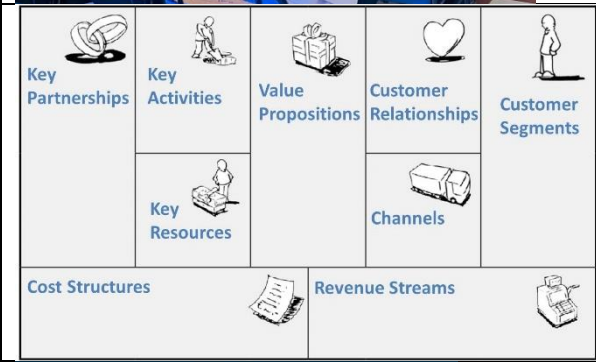 Key
Partnerships
Key
Activities
Key
Resources
Value
Propositions
Customer
Relationships
Channels
Customer
Segments
Cost Structures
Revenue Streams